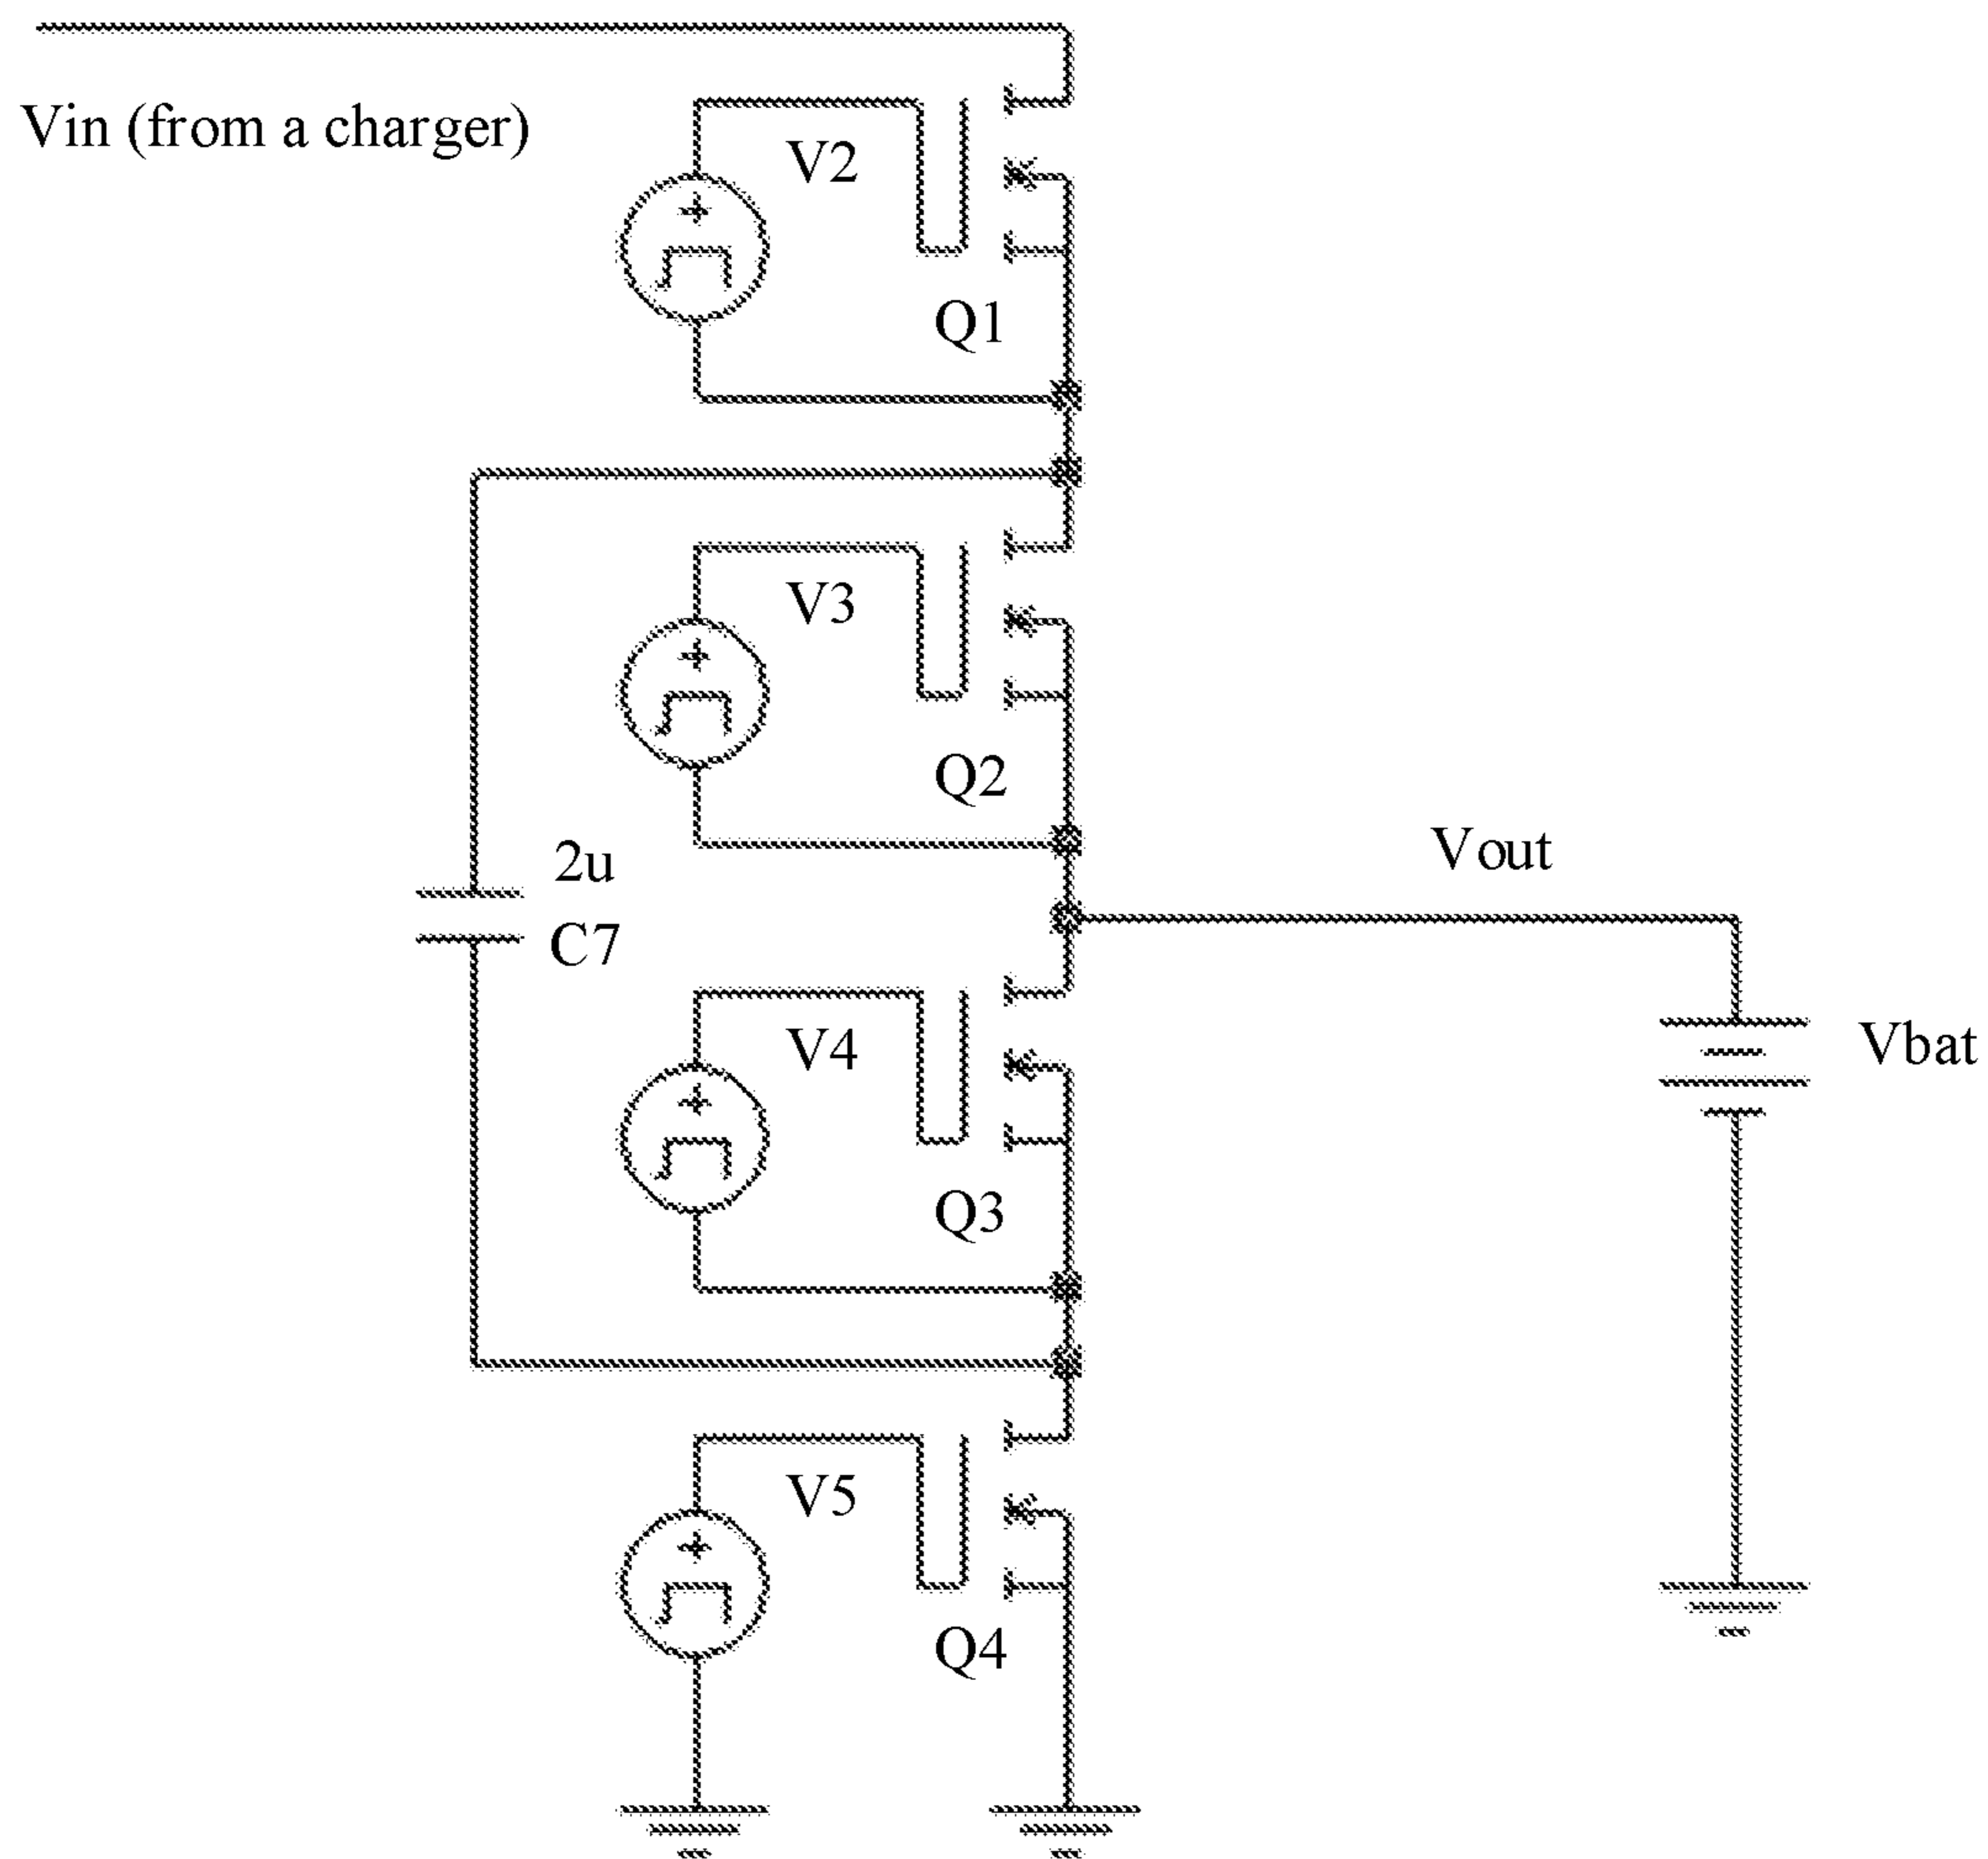 Vin (from a charger)
V2
Q1
V3
Q2
2u
C7
Vout
V4
Vbat
Q3
V5
Q4